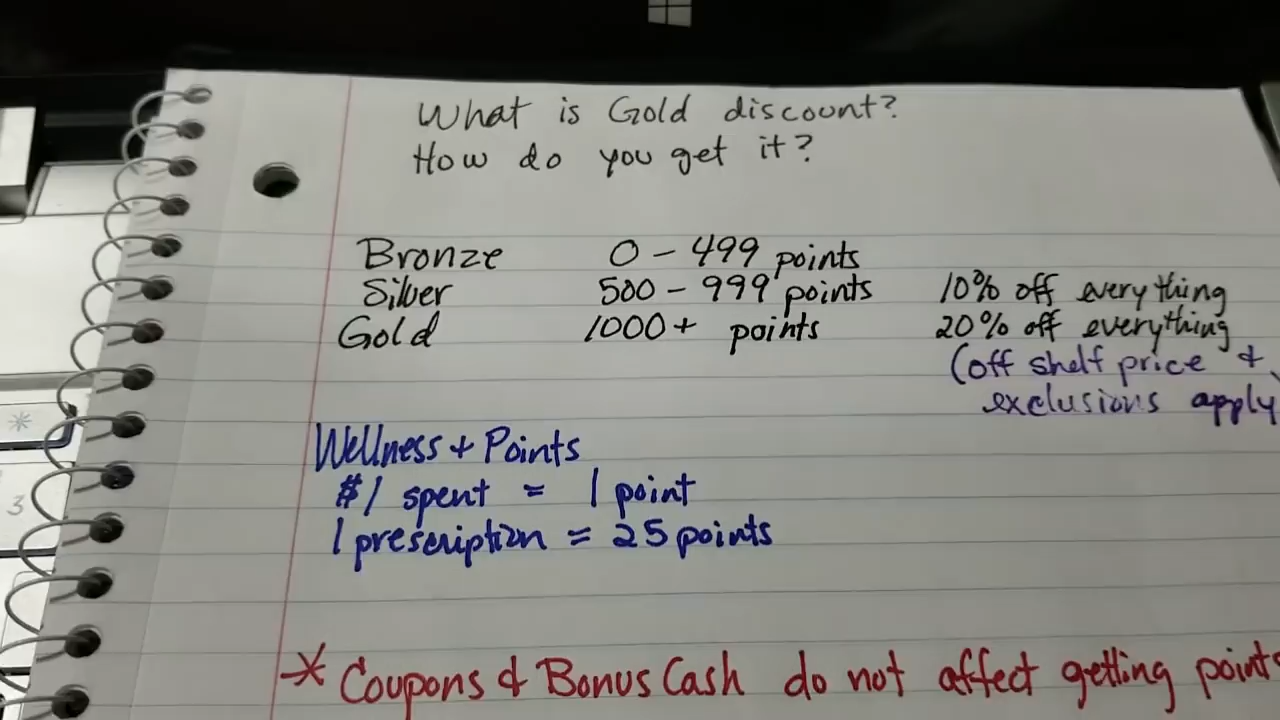 What is Gold discount?
How do you get it?
Bronze 0 - 499 points
Silver 500 - 999 points 10% off everything
Gold 1000+ points 20% off everything
(off shelf price &
exclusions apply)
Wellness + Points
$1 spent = 1 point
1 prescription = 25 points
* Coupons & Bonus Cash do not affect getting points
3